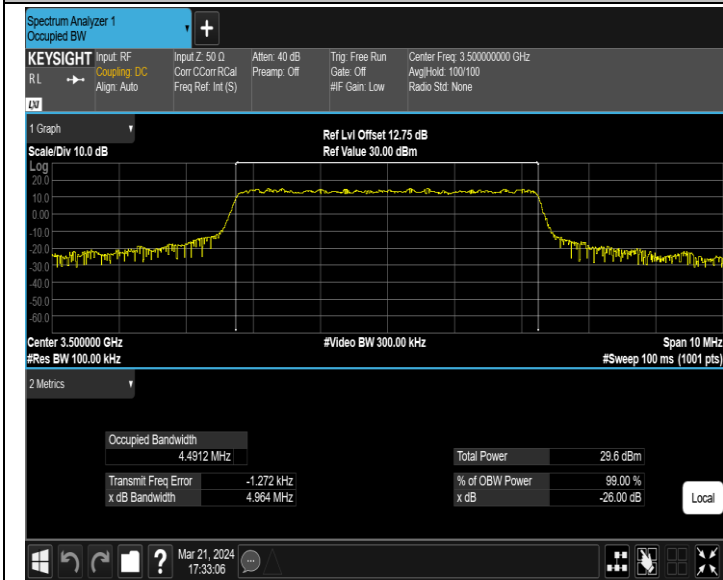 Spectrum Analyzer 1
Occupied BW
+
KEYSIGHT Input: RF Input Z: 50 Ω Atten: 40 dB Trig: Free Run Center Freq: 3.500000000 GHz
RL Coupling: DC Corr CCorr RCal Preamp: Off Gate: Off Avg|Hold: 100/100
Align: Auto Freq Ref: Int (S) #IF Gain: Low Radio Std: None
LXI
1 Graph
Ref Lvl Offset 12.75 dB
Scale/Div 10.0 dB Ref Value 30.00 dBm
Log
20.0
10.0
0.00
-10.0
-20.0
-30.0
-40.0
-50.0
-60.0
Center 3.500000 GHz #Video BW 300.00 kHz Span 10 MHz
#Res BW 100.00 kHz #Sweep 100 ms (1001 pts)
2 Metrics
Occupied Bandwidth
4.4912 MHz Total Power 29.6 dBm
Transmit Freq Error -1.272 kHz % of OBW Power 99.00 %
x dB Bandwidth 4.964 MHz x dB -26.00 dB
Local
? Mar 21, 2024
17:33:06